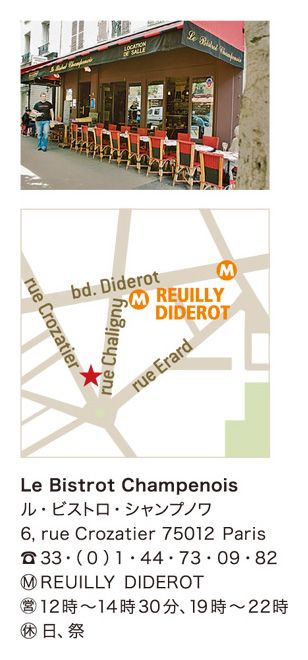 Le Bistrot Champenois
LOCATION
DE SALLE
Le Bistrot Champenois
bd. Diderot
rue Crozatier
rue Chaligny
M
M
REUILLY
DIDEROT
rue Erard
Le Bistrot Champenois
ル・ビストロ・シャンプノワ
6, rue Crozatier 75012 Paris
☎33・(0)1・44・73・09・82
Ⓜ REUILLY DIDEROT
㊡12時〜14時30分、19時〜22時
㊡ 日、祭